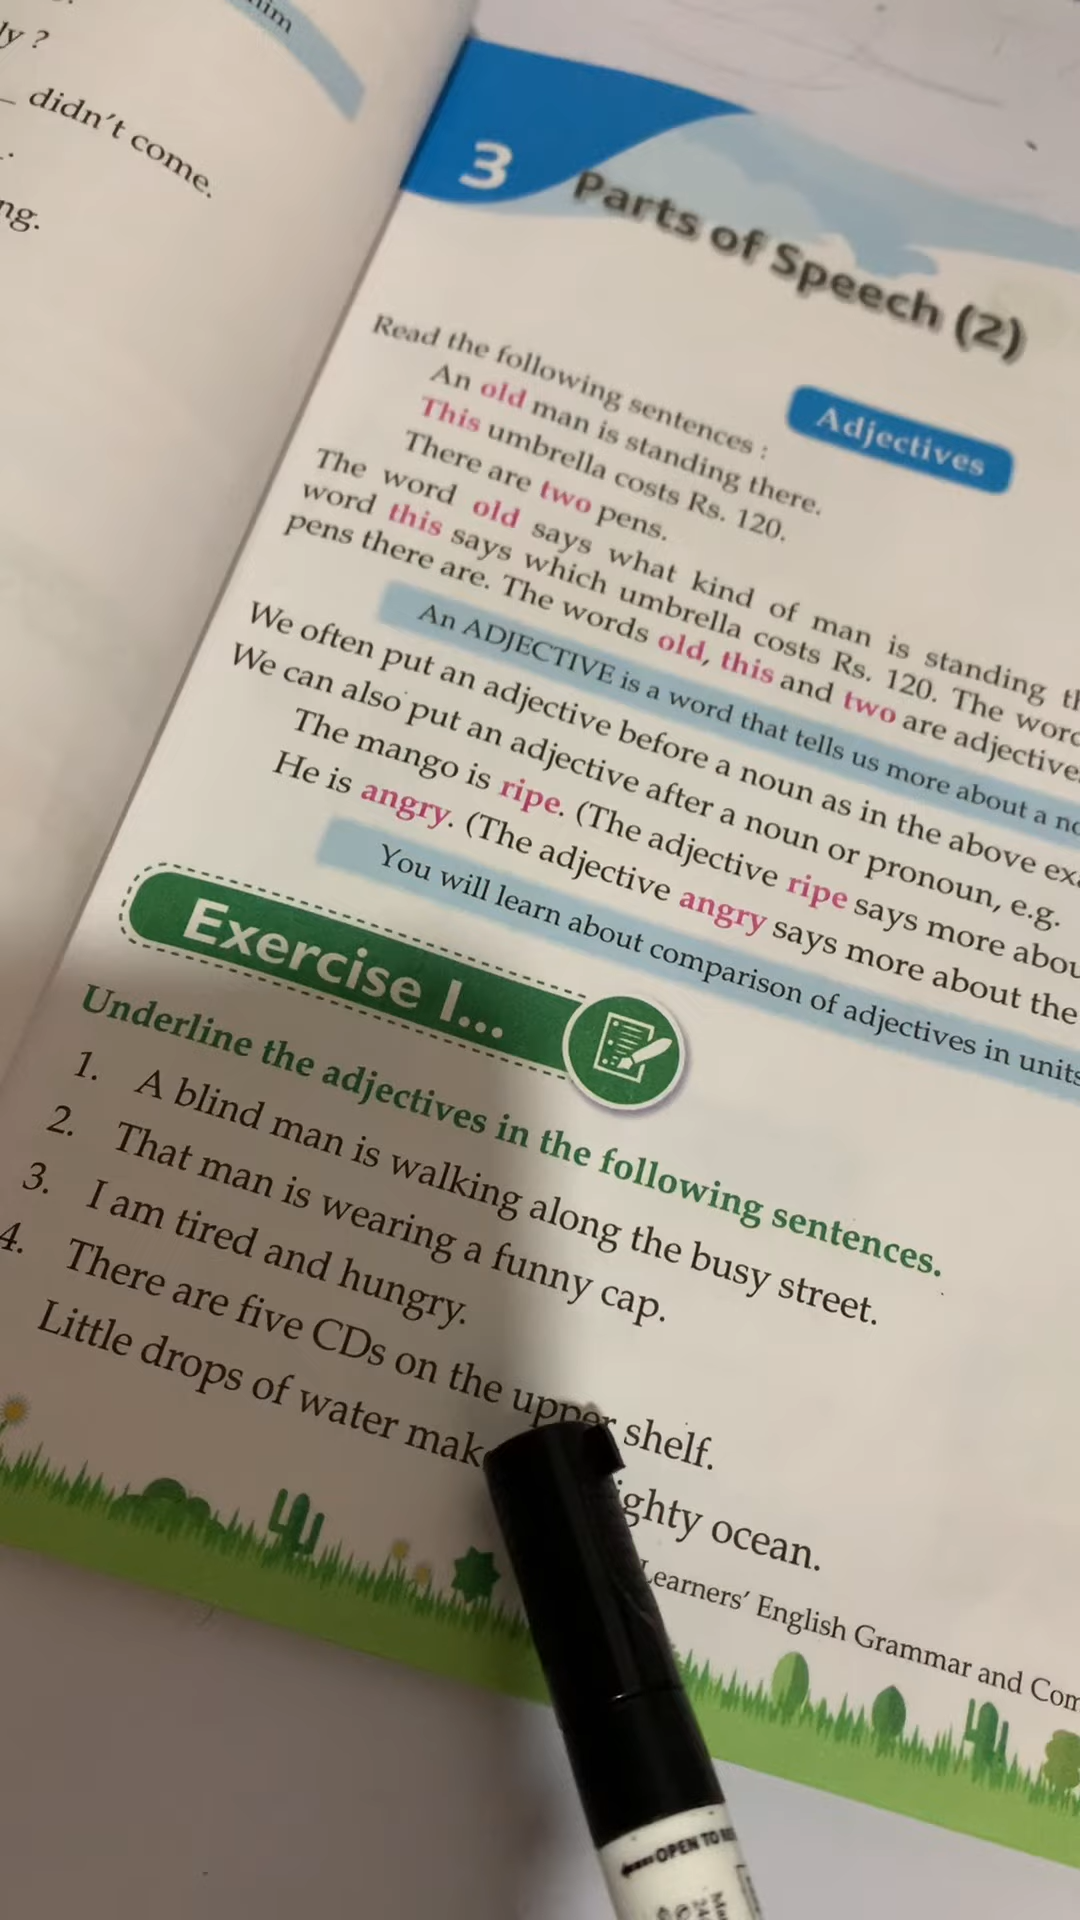 him
ly ?
didn't come.
ng.
3 Parts of Speech (2)
Adjectives
Read the following sentences :
An old man is standing there.
This umbrella costs Rs. 120.
There are two pens.
The word old says what kind of man is standing
word this says which umbrella costs Rs. 120. The
pens there are. The words old, this and two are
An ADJECTIVE is a word that tells us more about a
We often put an adjective before a noun as in the above
We can also put an adjective after a noun or pronoun, e.g.
The mango is ripe. (The adjective ripe says more
He is angry. (The adjective angry says more about the
You will learn about comparison of adjectives in units
Exercise I...
Underline the adjectives in the following sentences.
1. A blind man is walking along the busy street.
2. That man is wearing a funny cap.
3. I am tired and hungry.
4. There are five CDs on the upper shelf.
Little drops of water ighty ocean.
Learners' English Grammar and
OPEN TO